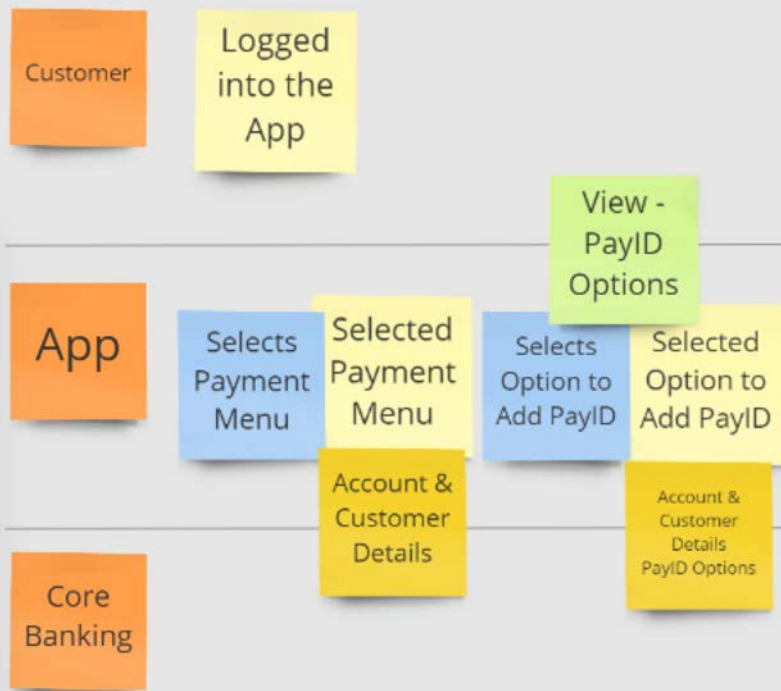 Customer
Logged
into the
App
View -
PayID
Options
App
Selects
Payment
Menu
Selected
Payment
Menu
Selects
Option to
Add PayID
Selected
Option to
Add PayID
Account &
Customer
Details
Account &
Customer
Details
PayID Options
Core
Banking